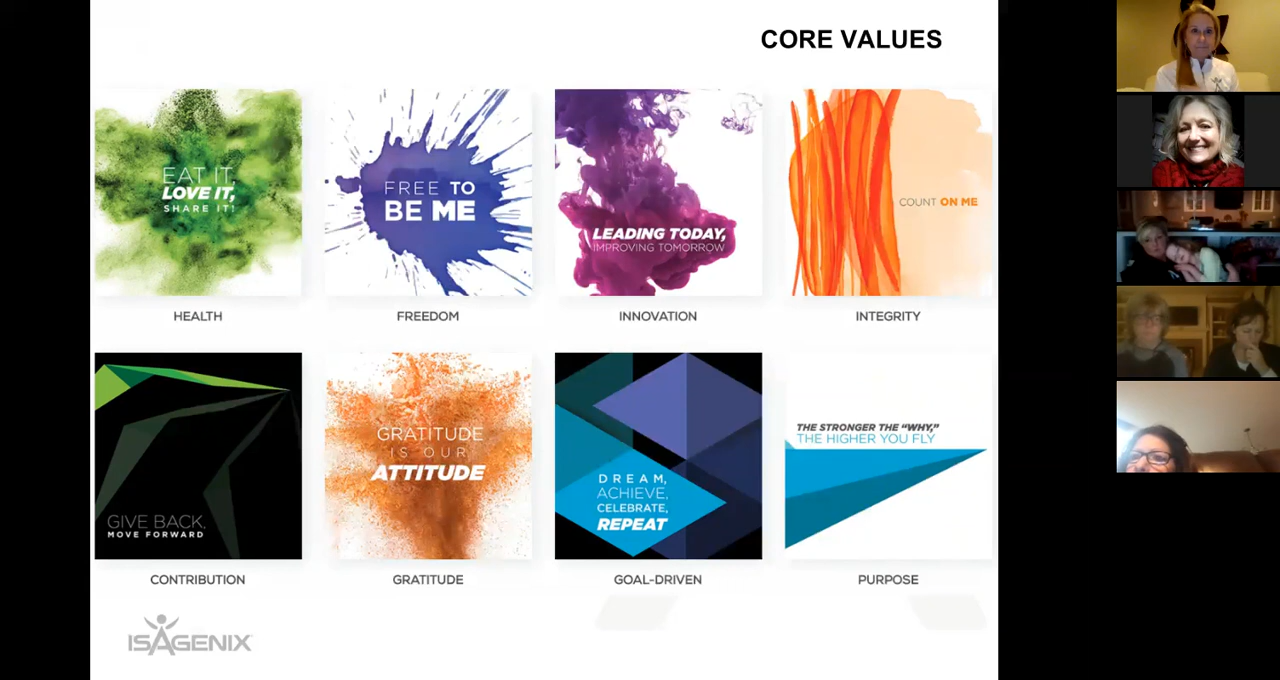 CORE VALUES
EAT IT,
LOVE IT,
SHARE IT!
HEALTH
FREE TO
BE ME
FREEDOM
LEADING TODAY,
IMPROVING TOMORROW
INNOVATION
COUNT ON ME
INTEGRITY
GIVE BACK,
MOVE FORWARD
CONTRIBUTION
GRATITUDE
IS OUR
ATTITUDE
GRATITUDE
DREAM,
ACHIEVE,
CELEBRATE,
REPEAT
GOAL-DRIVEN
THE STRONGER THE “WHY,”
THE HIGHER YOU FLY
PURPOSE
ISAGENIX